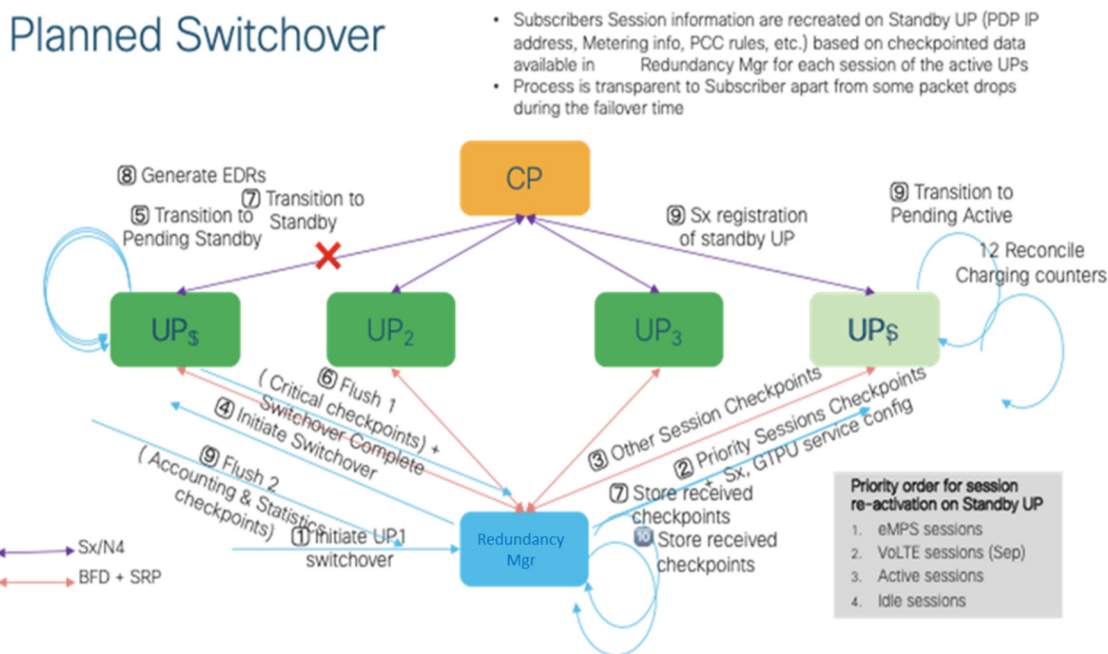 Planned Switchover
• Subscribers Session information are recreated on Standby UP (PDP IP
address, Metering info, PCC rules, etc.) based on checkpointed data
available in Redundancy Mgr for each session of the active UPs
• Process is transparent to Subscriber apart from some packet drops
during the failover time
⑧ Generate EDRs
⑦ Transition to
Standby
⑤ Transition to
Pending Standby
CP
⑨ Sx registration
of standby UP
⑨ Transition to
Pending Active
12 Reconcile
Charging counters
UP
UP2
UP3
UP
⑥ Flush 1
( Critical checkpoints) +
Switchover Complete
④ Initiate Switchover
⑨ Flush 2
( Accounting & Statistics
checkpoints)
① Initiate UP1
switchover
③ Other Session Checkpoints
② Priority Sessions Checkpoints
+ Sx, GTPU service config
⑦ Store received
checkpoints
⑩ Store received
checkpoints
Redundancy
Mgr
Sx/N4
BFD + SRP
Priority order for session
re-activation on Standby UP
1. eMPS sessions
2. VoLTE sessions (Sep)
3. Active sessions
4. Idle sessions